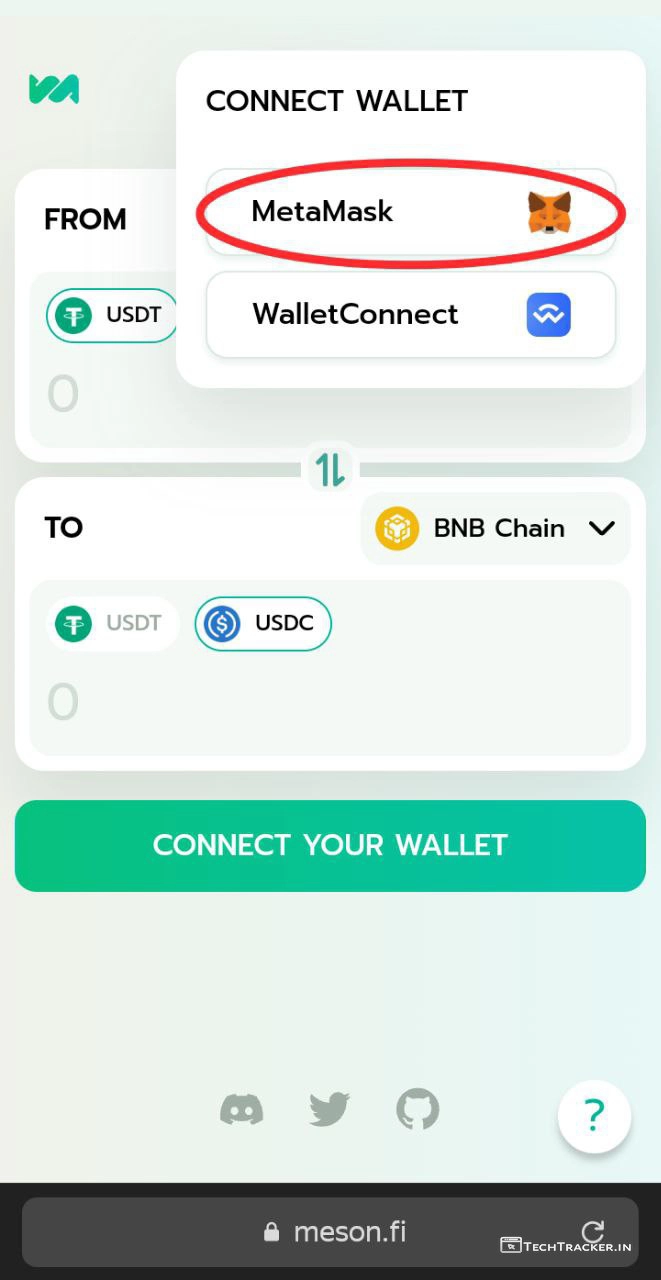 CONNECT WALLET
MetaMask
WalletConnect
FROM
USDT
0
TO
BNB Chain
USDT
USDC
0
CONNECT YOUR WALLET
?
meson.fi
TechTracker.in